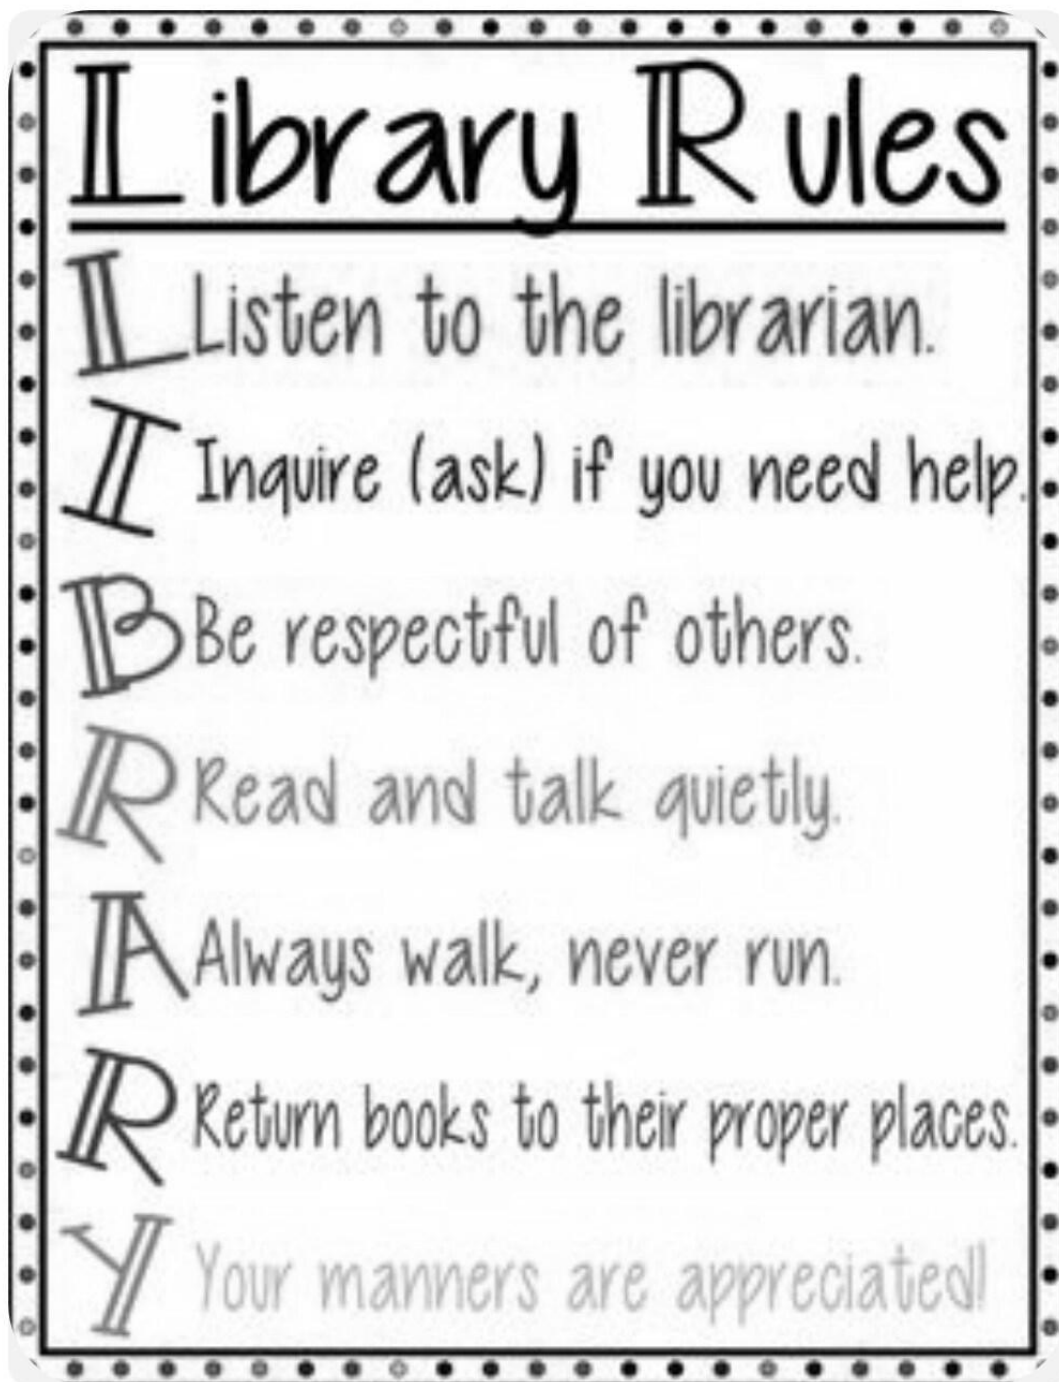 Library Rules
L Listen to the librarian.
I Inquire (ask) if you need help.
B Be respectful of others.
R Read and talk quietly.
A Always walk, never run.
R Return books to their proper places.
Y Your manners are appreciated!